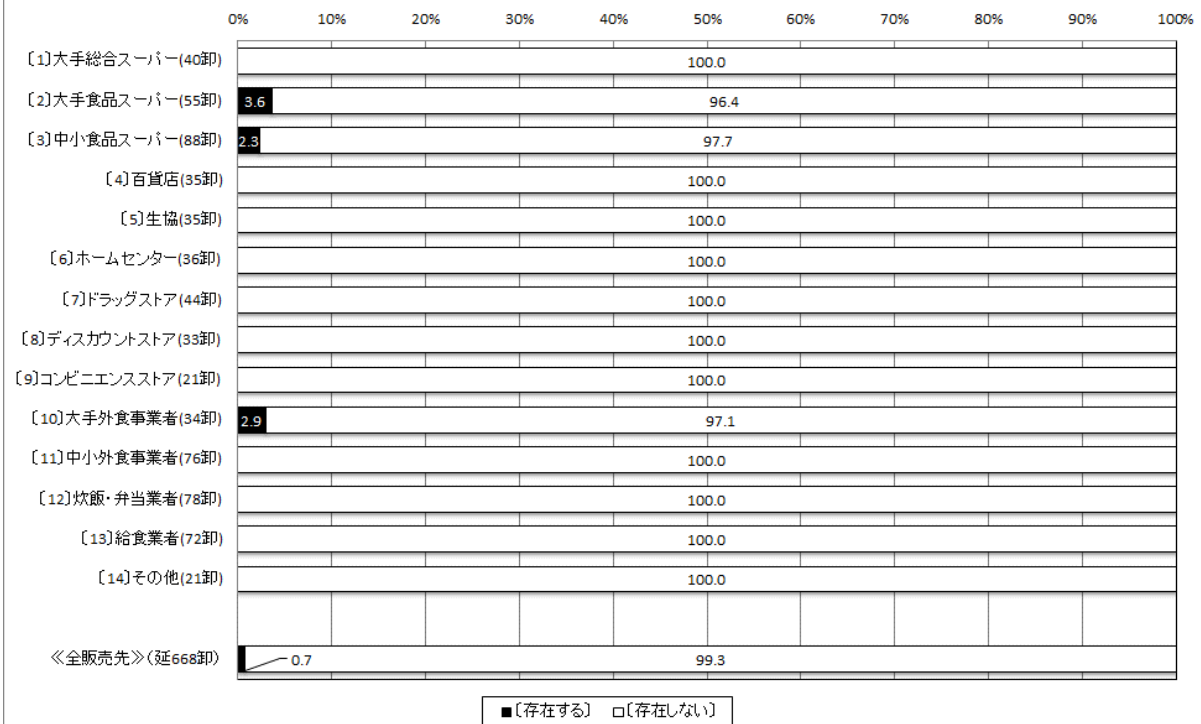 0% 10% 20% 30% 40% 50% 60% 70% 80% 90% 100%
〔1〕大手総合スーパー(40卸) 100.0
〔2〕大手食品スーパー(55卸) 3.6 96.4
〔3〕中小食品スーパー(88卸) 2.3 97.7
〔4〕百貨店(35卸) 100.0
〔5〕生協(35卸) 100.0
〔6〕ホームセンター(36卸) 100.0
〔7〕ドラッグストア(44卸) 100.0
〔8〕ディスカウントストア(33卸) 100.0
〔9〕コンビニエンスストア(21卸) 100.0
〔10〕大手外食事業者(34卸) 2.9 97.1
〔11〕中小外食事業者(76卸) 100.0
〔12〕炊飯・弁当業者(78卸) 100.0
〔13〕給食業者(72卸) 100.0
〔14〕その他(21卸) 100.0
≪全販売先≫(延668卸) 0.7 99.3
■〔存在する〕 □〔存在しない〕